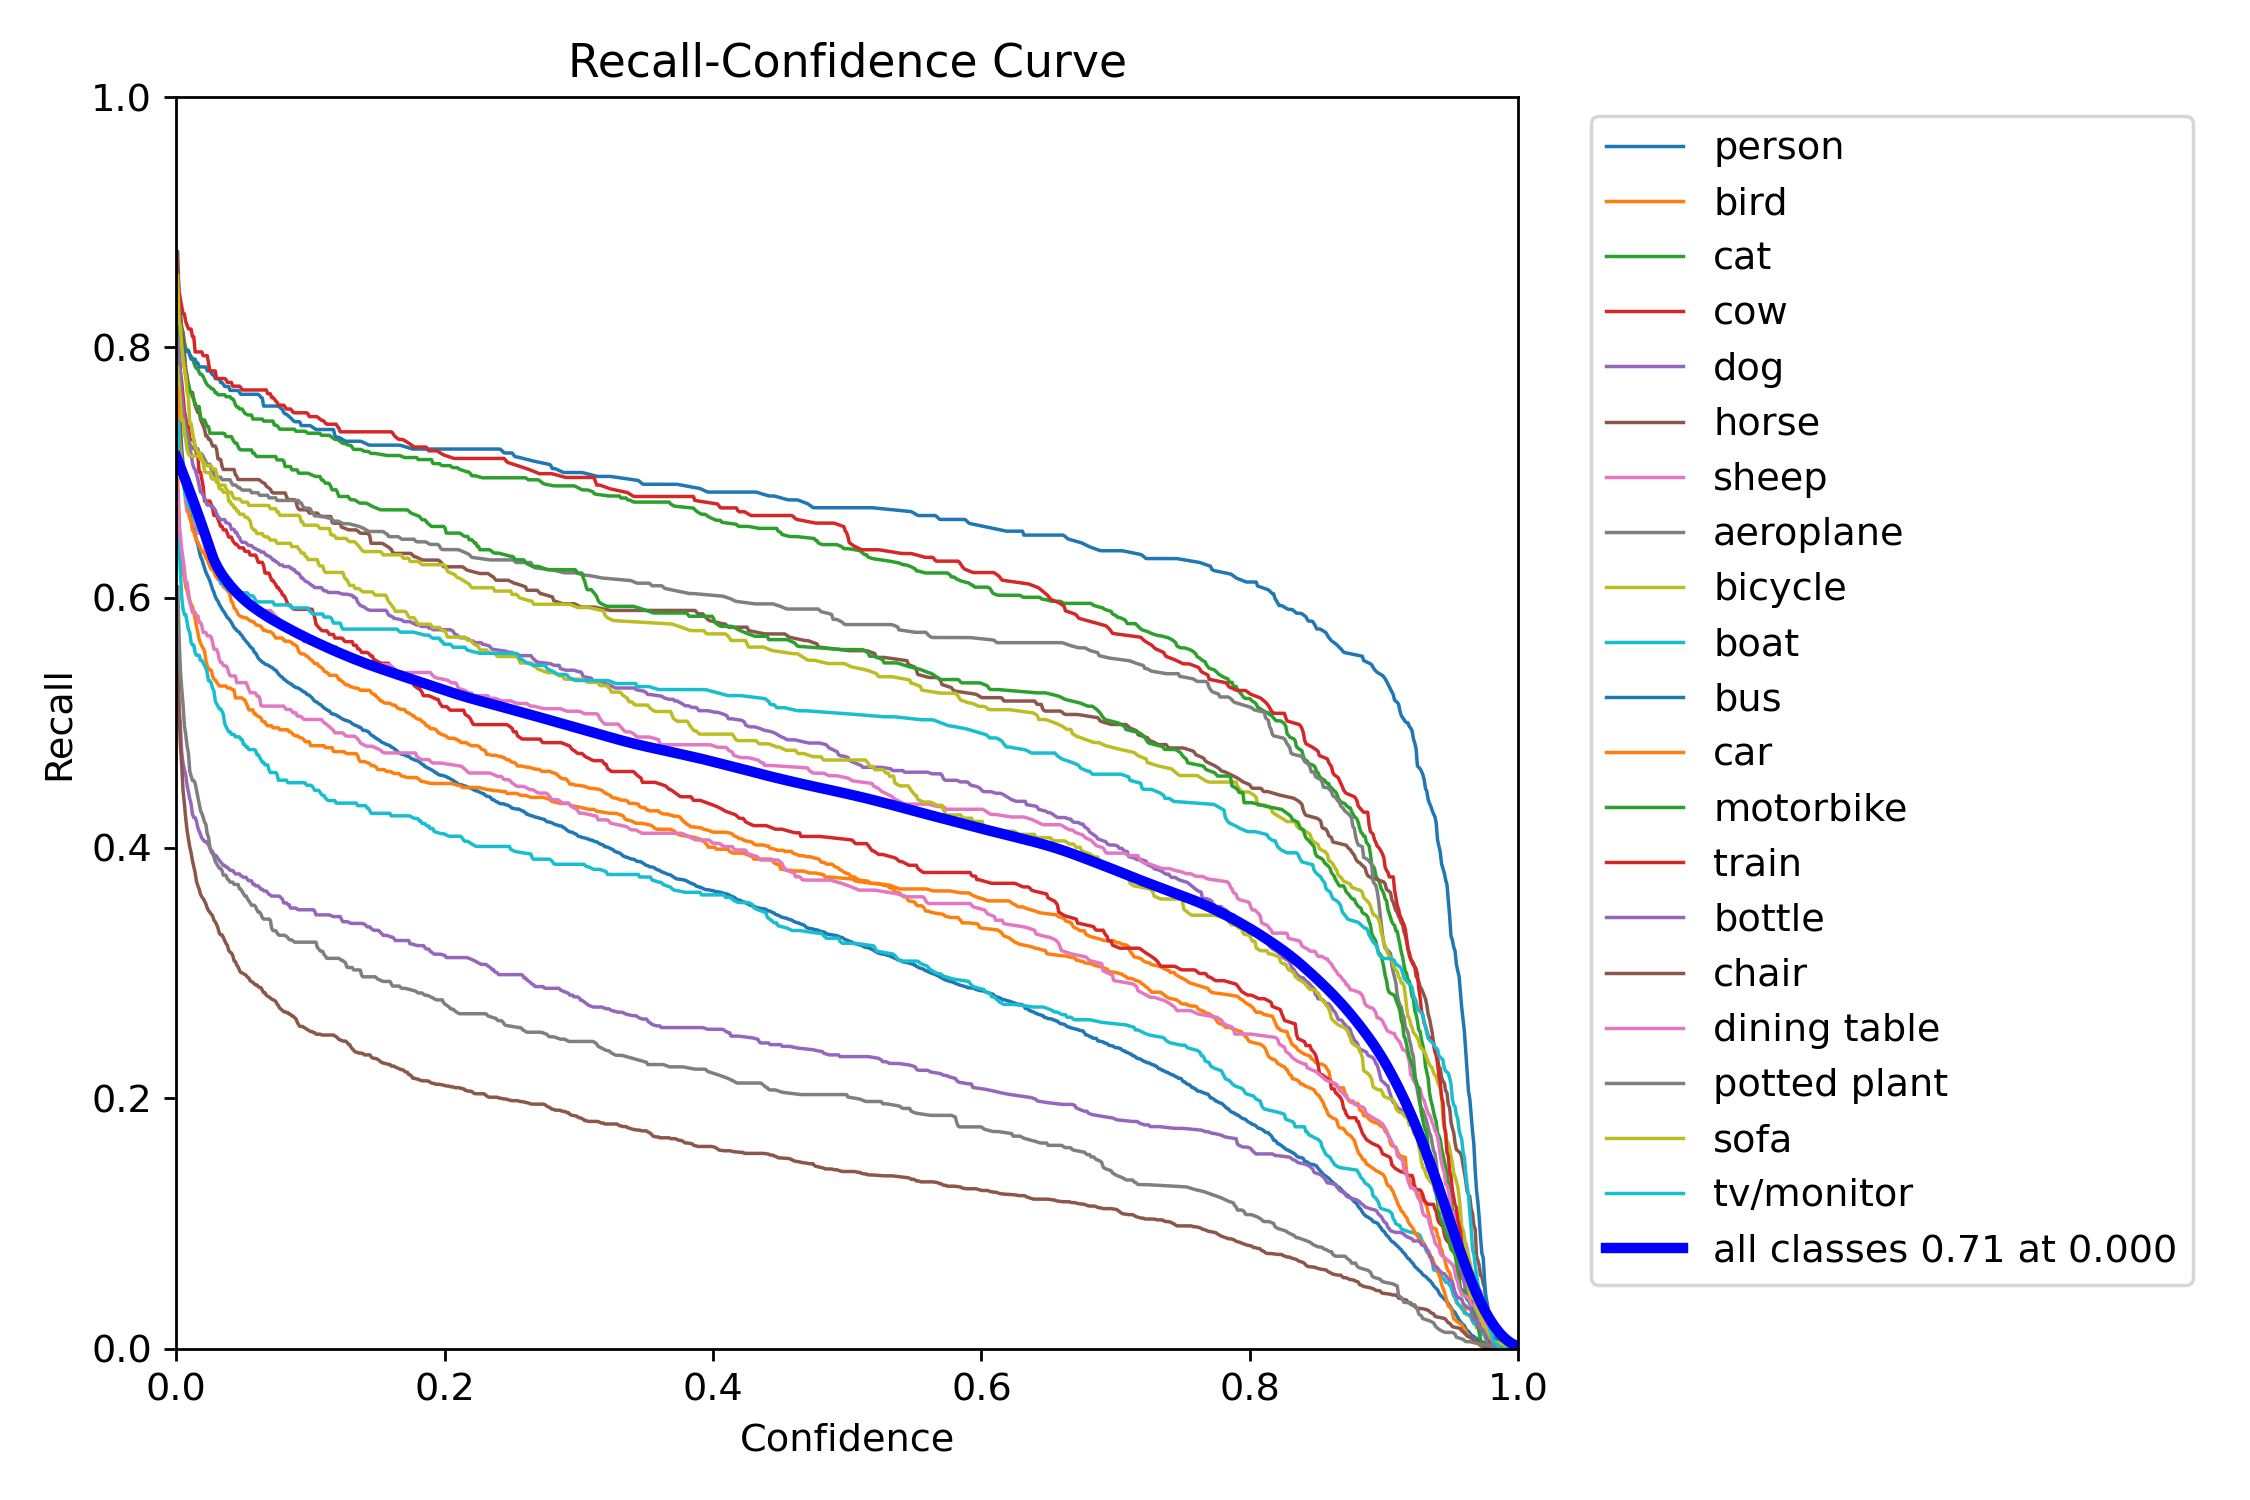 Recall-Confidence Curve
1.0
0.8
0.6
0.4
0.2
0.0
Recall
0.0 0.2 0.4 0.6 0.8 1.0
Confidence
person
bird
cat
cow
dog
horse
sheep
aeroplane
bicycle
boat
bus
car
motorbike
train
bottle
chair
dining table
potted plant
sofa
tv/monitor
all classes 0.71 at 0.000